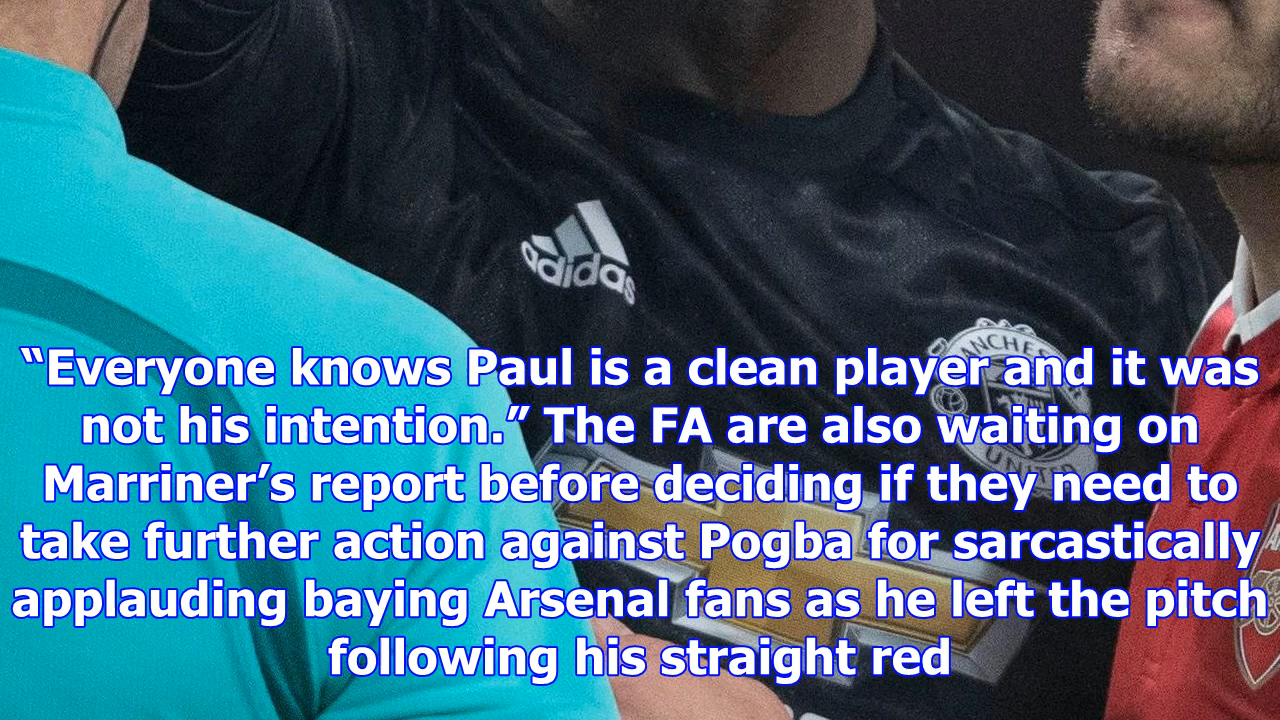 adidas
MANCHES
UNITED
“Everyone knows Paul is a clean player and it was
not his intention.” The FA are also waiting on
Marriner’s report before deciding if they need to
take further action against Pogba for sarcastically
applauding baying Arsenal fans as he left the pitch
following his straight red